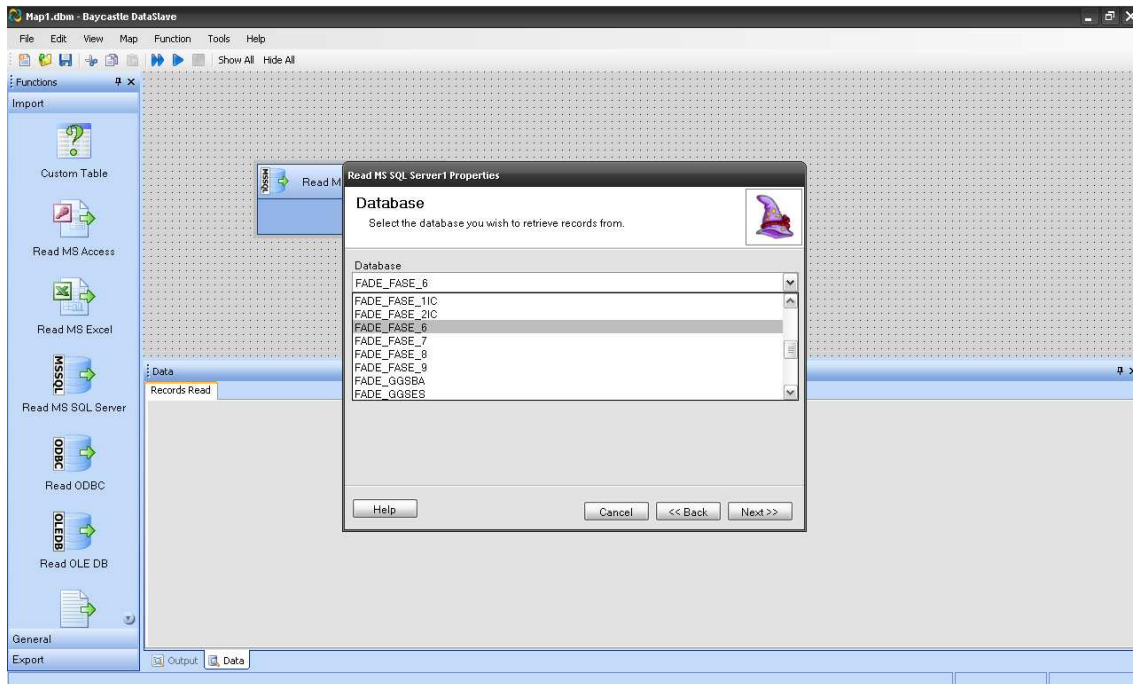 Map1.dbm - Baycastle DataSlave
File Edit View Map Function Tools Help
Show All Hide All
Functions
Import
Custom Table
Read MS Access
Read MS Excel
MSSQL
Read MS SQL Server
ODBC
Read ODBC
OLEDB
Read OLE DB
General
Export
MSSQL
Read M
Read MS SQL Server1 Properties
Database
Select the database you wish to retrieve records from.
Database
FADE_FASE_6
FADE_FASE_1IC
FADE_FASE_2IC
FADE_FASE_6
FADE_FASE_7
FADE_FASE_8
FADE_FASE_9
FADE_GGSBA
FADE_GGSES
Help Cancel << Back Next >>
Data
Records Read
Output Data